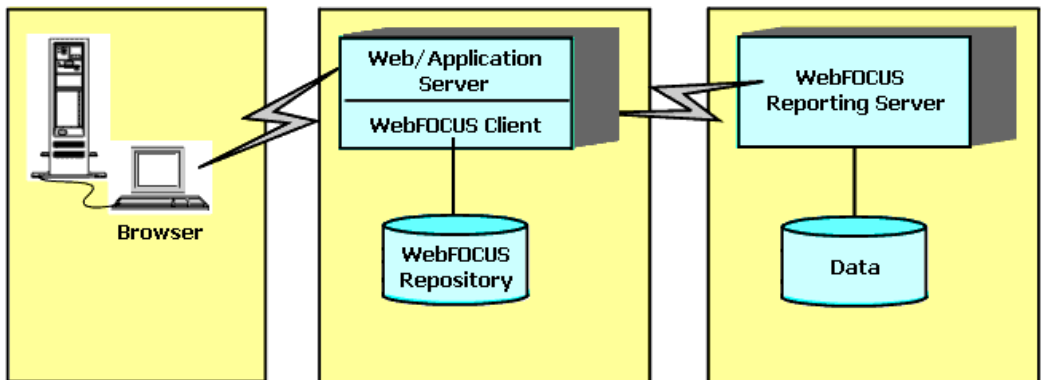 Browser
Web/Application
Server
WebFOCUS Client
WebFOCUS
Repository
WebFOCUS
Reporting Server
Data